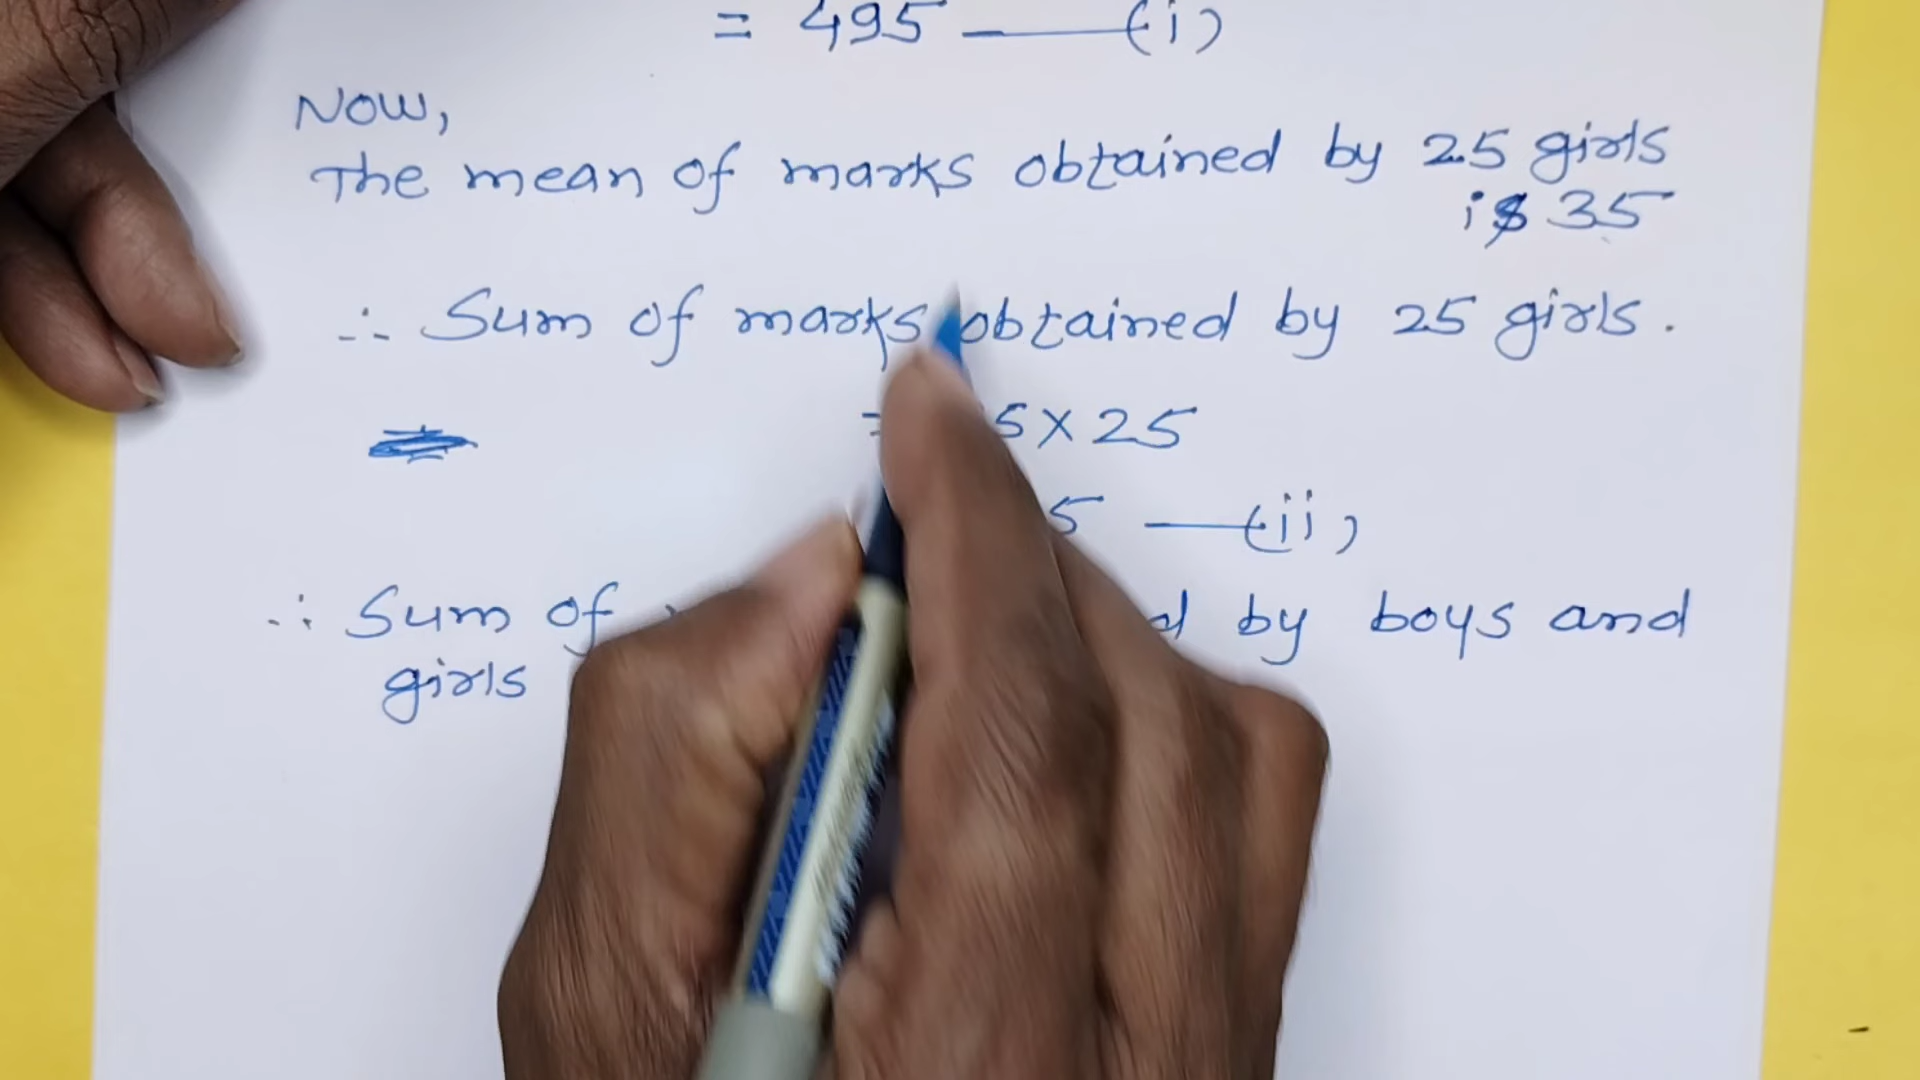 = 495 ——(i)
Now,
The mean of marks obtained by 25 girls
is 35
∴ Sum of marks obtained by 25 girls.
= 5 × 25
5 ——(ii)
∴ Sum of by boys and
girls